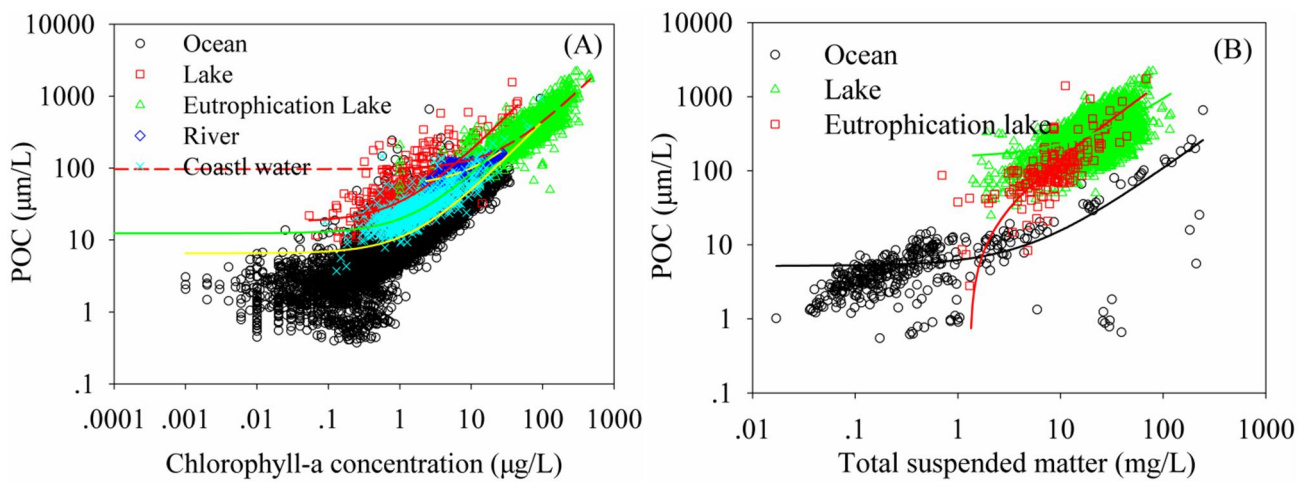 (A)
Ocean
Lake
Eutrophication Lake
River
Coastl water
10000
1000
100
10
1
.1
POC (μm/L)
.0001 .001 .01 .1 1 10 100 1000
Chlorophyll-a concentration (μg/L)
(B)
Ocean
Lake
Eutrophication lake
10000
1000
100
10
1
.1
POC (μm/L)
.01 .1 1 10 100 1000
Total suspended matter (mg/L)